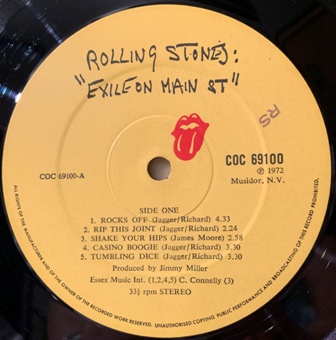 ROLLING STONES:
"EXILE ON MAIN ST"
RS
COC 69100
℗ 1972
Musidor, N.V.
COC 69100-A
SIDE ONE
1. ROCKS OFF (Jagger/Richard) 4.33
2. RIP THIS JOINT (Jagger/Richard) 2.24
3. SHAKE YOUR HIPS (James Moore) 2.58
4. CASINO BOOGIE (Jagger/Richard) 3.30
5. TUMBLING DICE (Jagger/Richard) 3.30
Produced by Jimmy Miller
Essex Music Int. (1,2,4,5) C. Connelly (3)
33⅓ rpm STEREO
ALL RIGHTS OF THE MANUFACTURER AND OF THE OWNER OF THE RECORDED WORK RESERVED. UNAUTHORISED COPYING PUBLIC PERFORMANCE AND BROADCASTING OF THIS RECORD PROHIBITED.